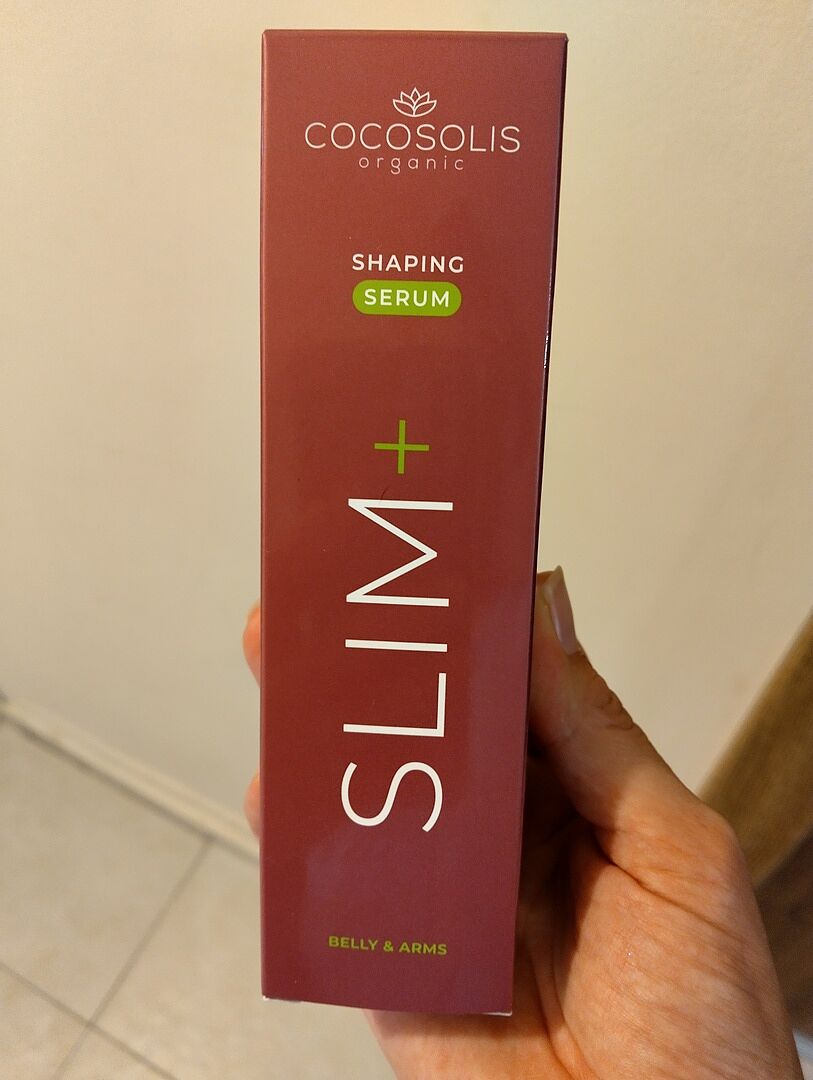 COCOSOLIS
organic
SHAPING
SERUM
SLIM+
BELLY & ARMS